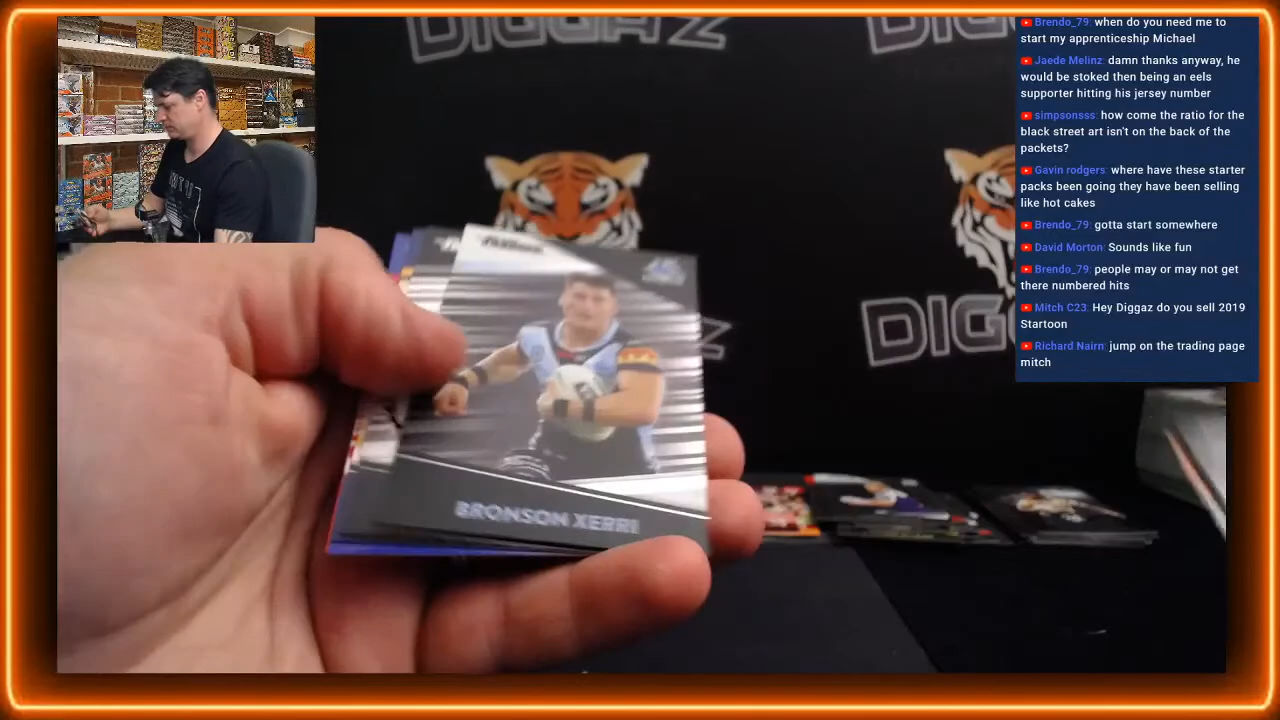 DIGGAZ
Brendo_79: when do you need me to
start my apprenticeship Michael
Jaede Melinz: damn thanks anyway, he
would be stoked then being an eels
supporter hitting his jersey number
simpsonsss: how come the ratio for the
black street art isn't on the back of the
packets?
Gavin rodgers: where have these starter
packs been going they have been selling
like hot cakes
Brendo_79: gotta start somewhere
David Morton: Sounds like fun
Brendo_79: people may or may not get
there numbered hits
Mitch C23: Hey Diggaz do you sell 2019
Startoon
Richard Nairn: jump on the trading page
mitch
BRONSON XERRI